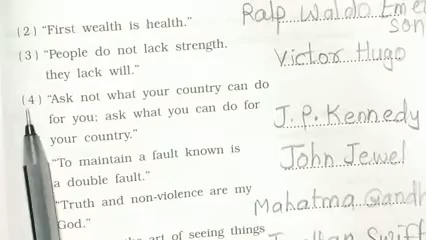 (2) "First wealth is health." Ralp Waldo Emer
son
(3) "People do not lack strength.
they lack will." Victor Hugo
(4) "Ask not what your country can do
for you; ask what you can do for
your country." J. P. Kennedy
"To maintain a fault known is
a double fault." John Jewel
"Truth and non-violence are my
God." Mahatma Gandh
art of seeing things
Swift